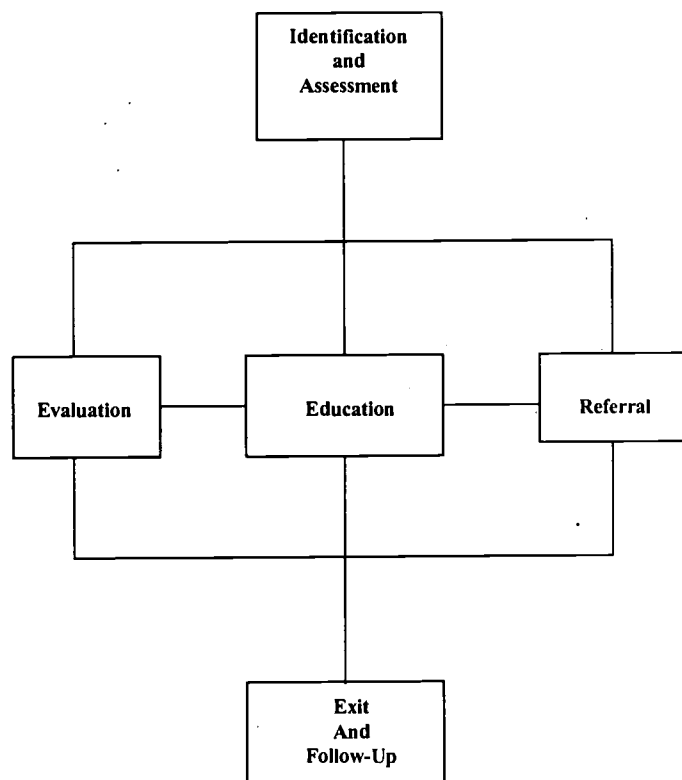 Identification
and
Assessment
Evaluation
Education
Referral
Exit
And
Follow-Up